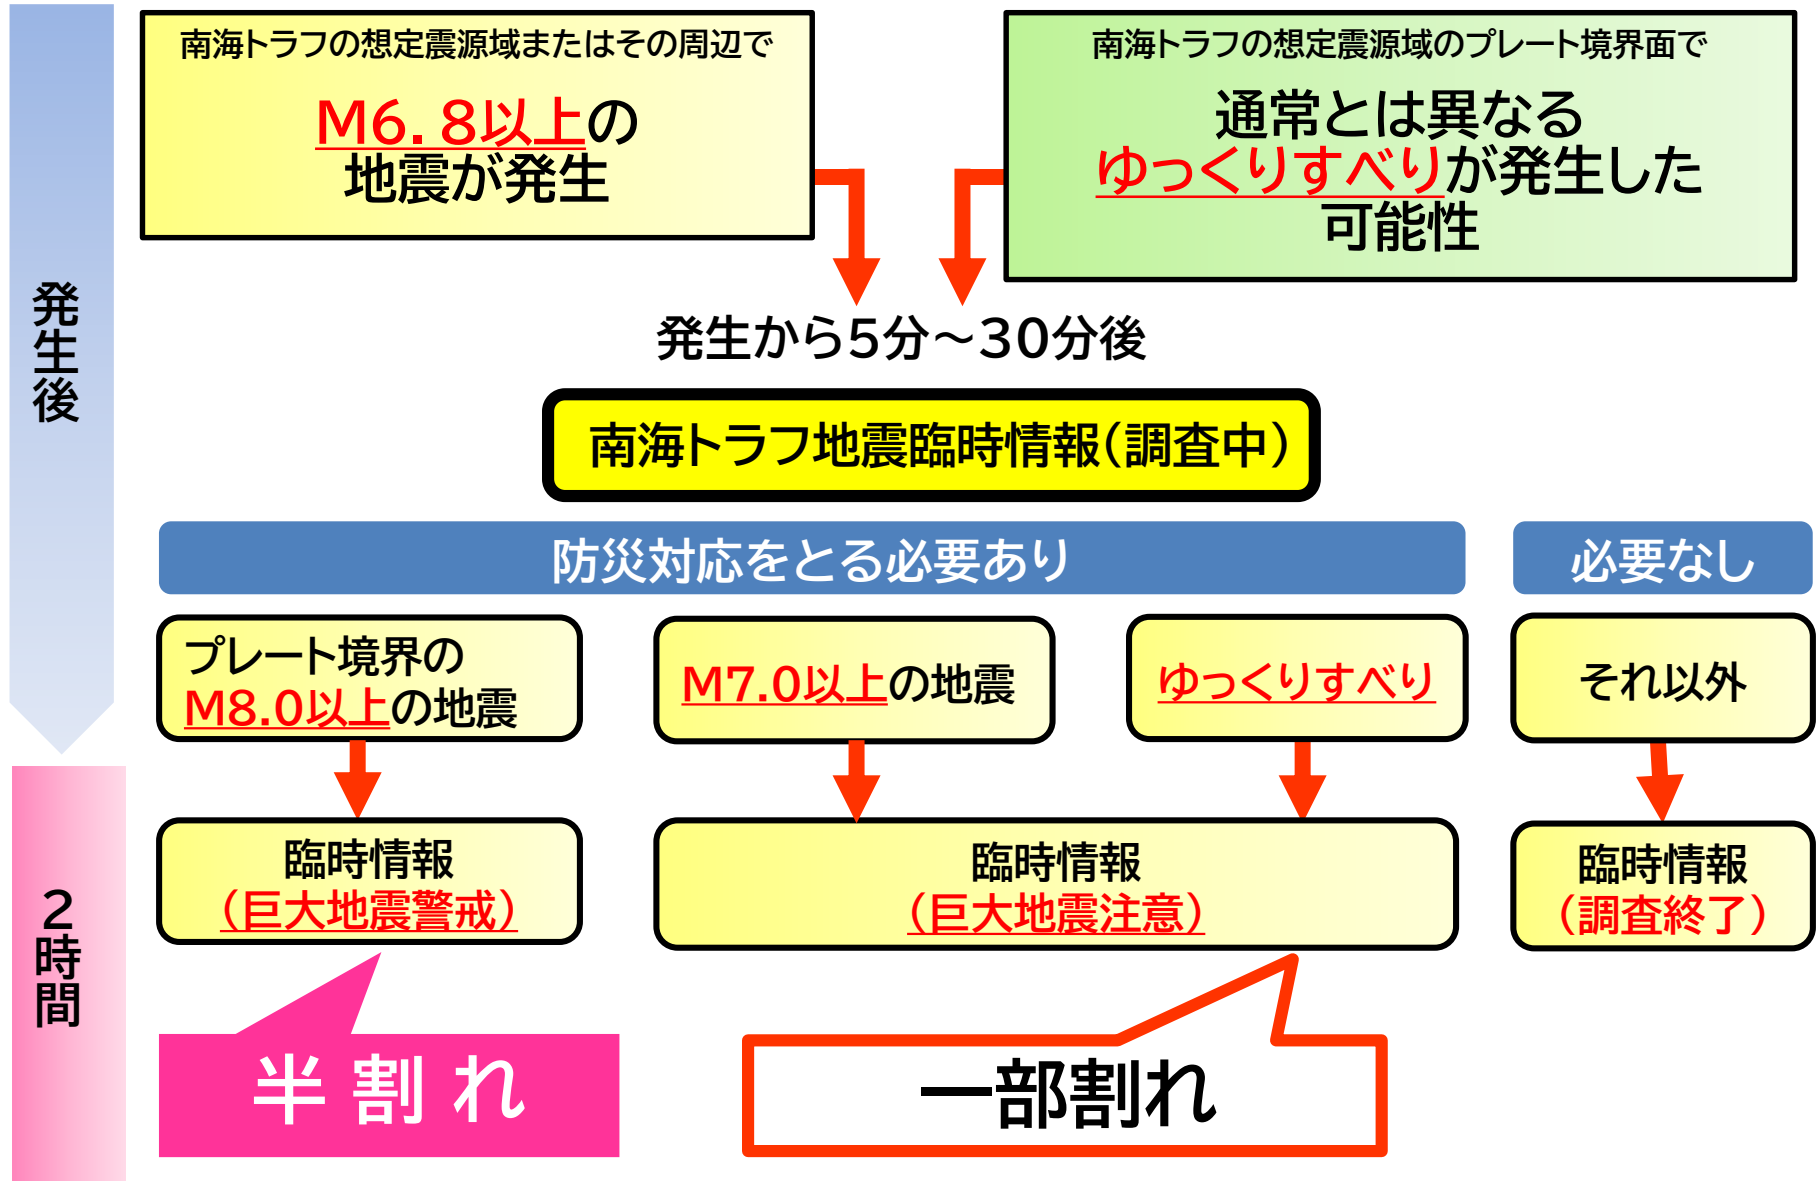 南海トラフの想定震源域またはその周辺で
M6．8以上の
地震が発生
南海トラフの想定震源域のプレート境界面で
通常とは異なる
ゆっくりすべりが発生した
可能性
発生後
発生から5分～30分後
南海トラフ地震臨時情報（調査中）
防災対応をとる必要あり
必要なし
プレート境界の
M8.0以上の地震
M7.0以上の地震
ゆっくりすべり
それ以外
2時間
臨時情報
（巨大地震警戒）
臨時情報
（巨大地震注意）
臨時情報
（調査終了）
半割れ
一部割れ